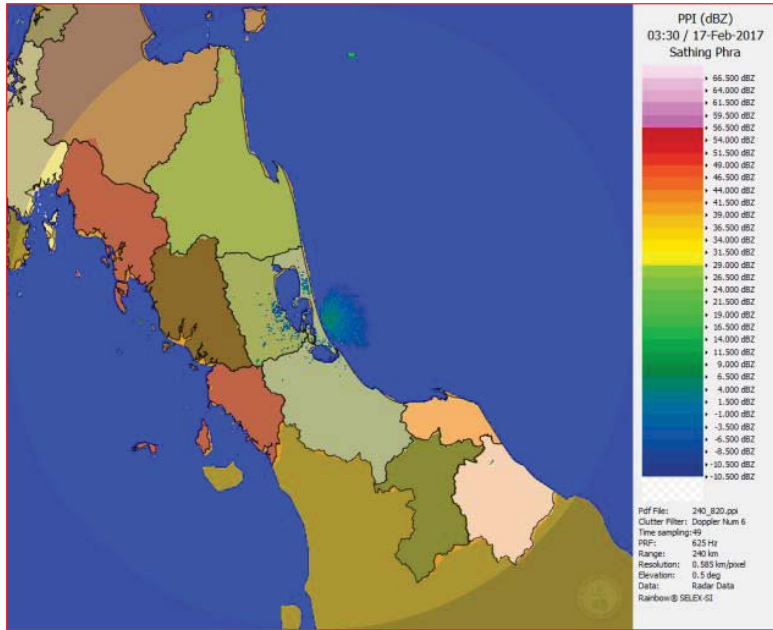 PPI (dBZ)
03:30 / 17-Feb-2017
Sathing Phra
66.500 dBZ
64.000 dBZ
61.500 dBZ
59.500 dBZ
56.500 dBZ
54.000 dBZ
51.500 dBZ
49.000 dBZ
46.500 dBZ
44.000 dBZ
41.500 dBZ
39.000 dBZ
36.500 dBZ
34.000 dBZ
31.500 dBZ
29.000 dBZ
26.500 dBZ
24.000 dBZ
21.500 dBZ
19.000 dBZ
16.500 dBZ
14.000 dBZ
11.500 dBZ
9.000 dBZ
6.500 dBZ
4.000 dBZ
1.500 dBZ
-1.000 dBZ
-3.500 dBZ
-6.500 dBZ
-8.500 dBZ
-10.500 dBZ
-10.500 dBZ
Pdf File: 240_820.ppi
Clutter Filter: Doppler Num 6
Time sampling:49
PRF: 625 Hz
Range: 240 km
Resolution: 0.585 km/pixel
Elevation: 0.5 deg
Data: Radar Data
Rainbow® SELEX-SI